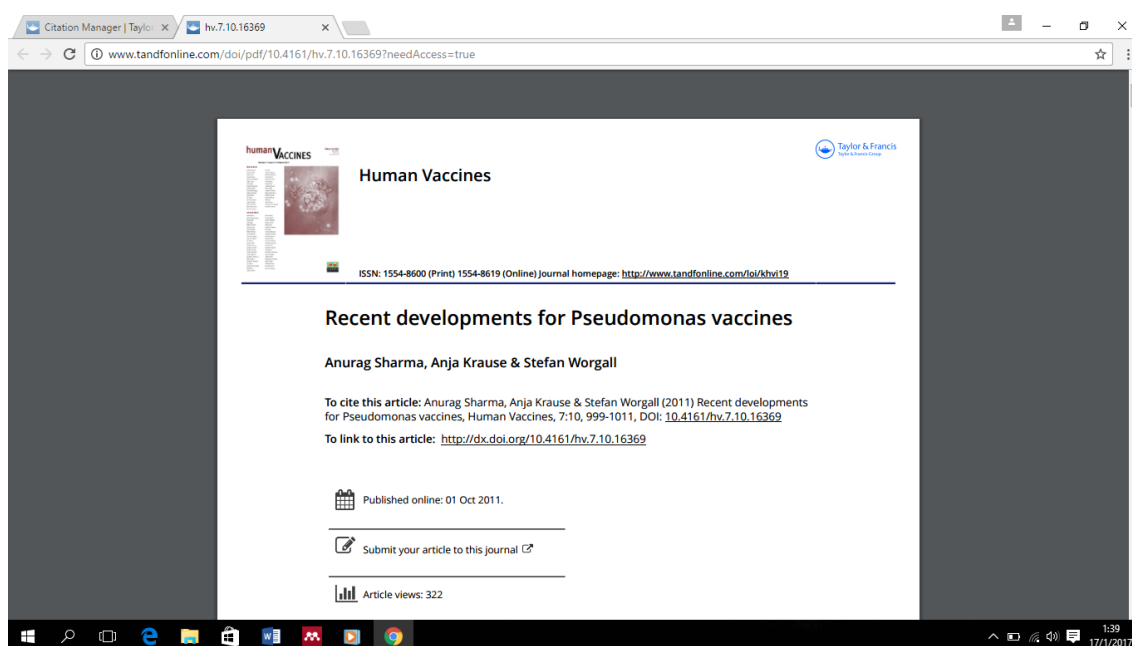 Citation Manager | Taylo
hv.7.10.16369
www.tandfonline.com/doi/pdf/10.4161/hv.7.10.16369?needAccess=true
human VACCINES
Taylor & Francis
Taylor & Francis Group
Human Vaccines
ISSN: 1554-8600 (Print) 1554-8619 (Online) Journal homepage: http://www.tandfonline.com/loi/khvi19
Recent developments for Pseudomonas vaccines
Anurag Sharma, Anja Krause & Stefan Worgall
To cite this article: Anurag Sharma, Anja Krause & Stefan Worgall (2011) Recent developments
for Pseudomonas vaccines, Human Vaccines, 7:10, 999-1011, DOI: 10.4161/hv.7.10.16369
To link to this article: http://dx.doi.org/10.4161/hv.7.10.16369
Published online: 01 Oct 2011.
Submit your article to this journal
Article views: 322
1:39
17/1/2017